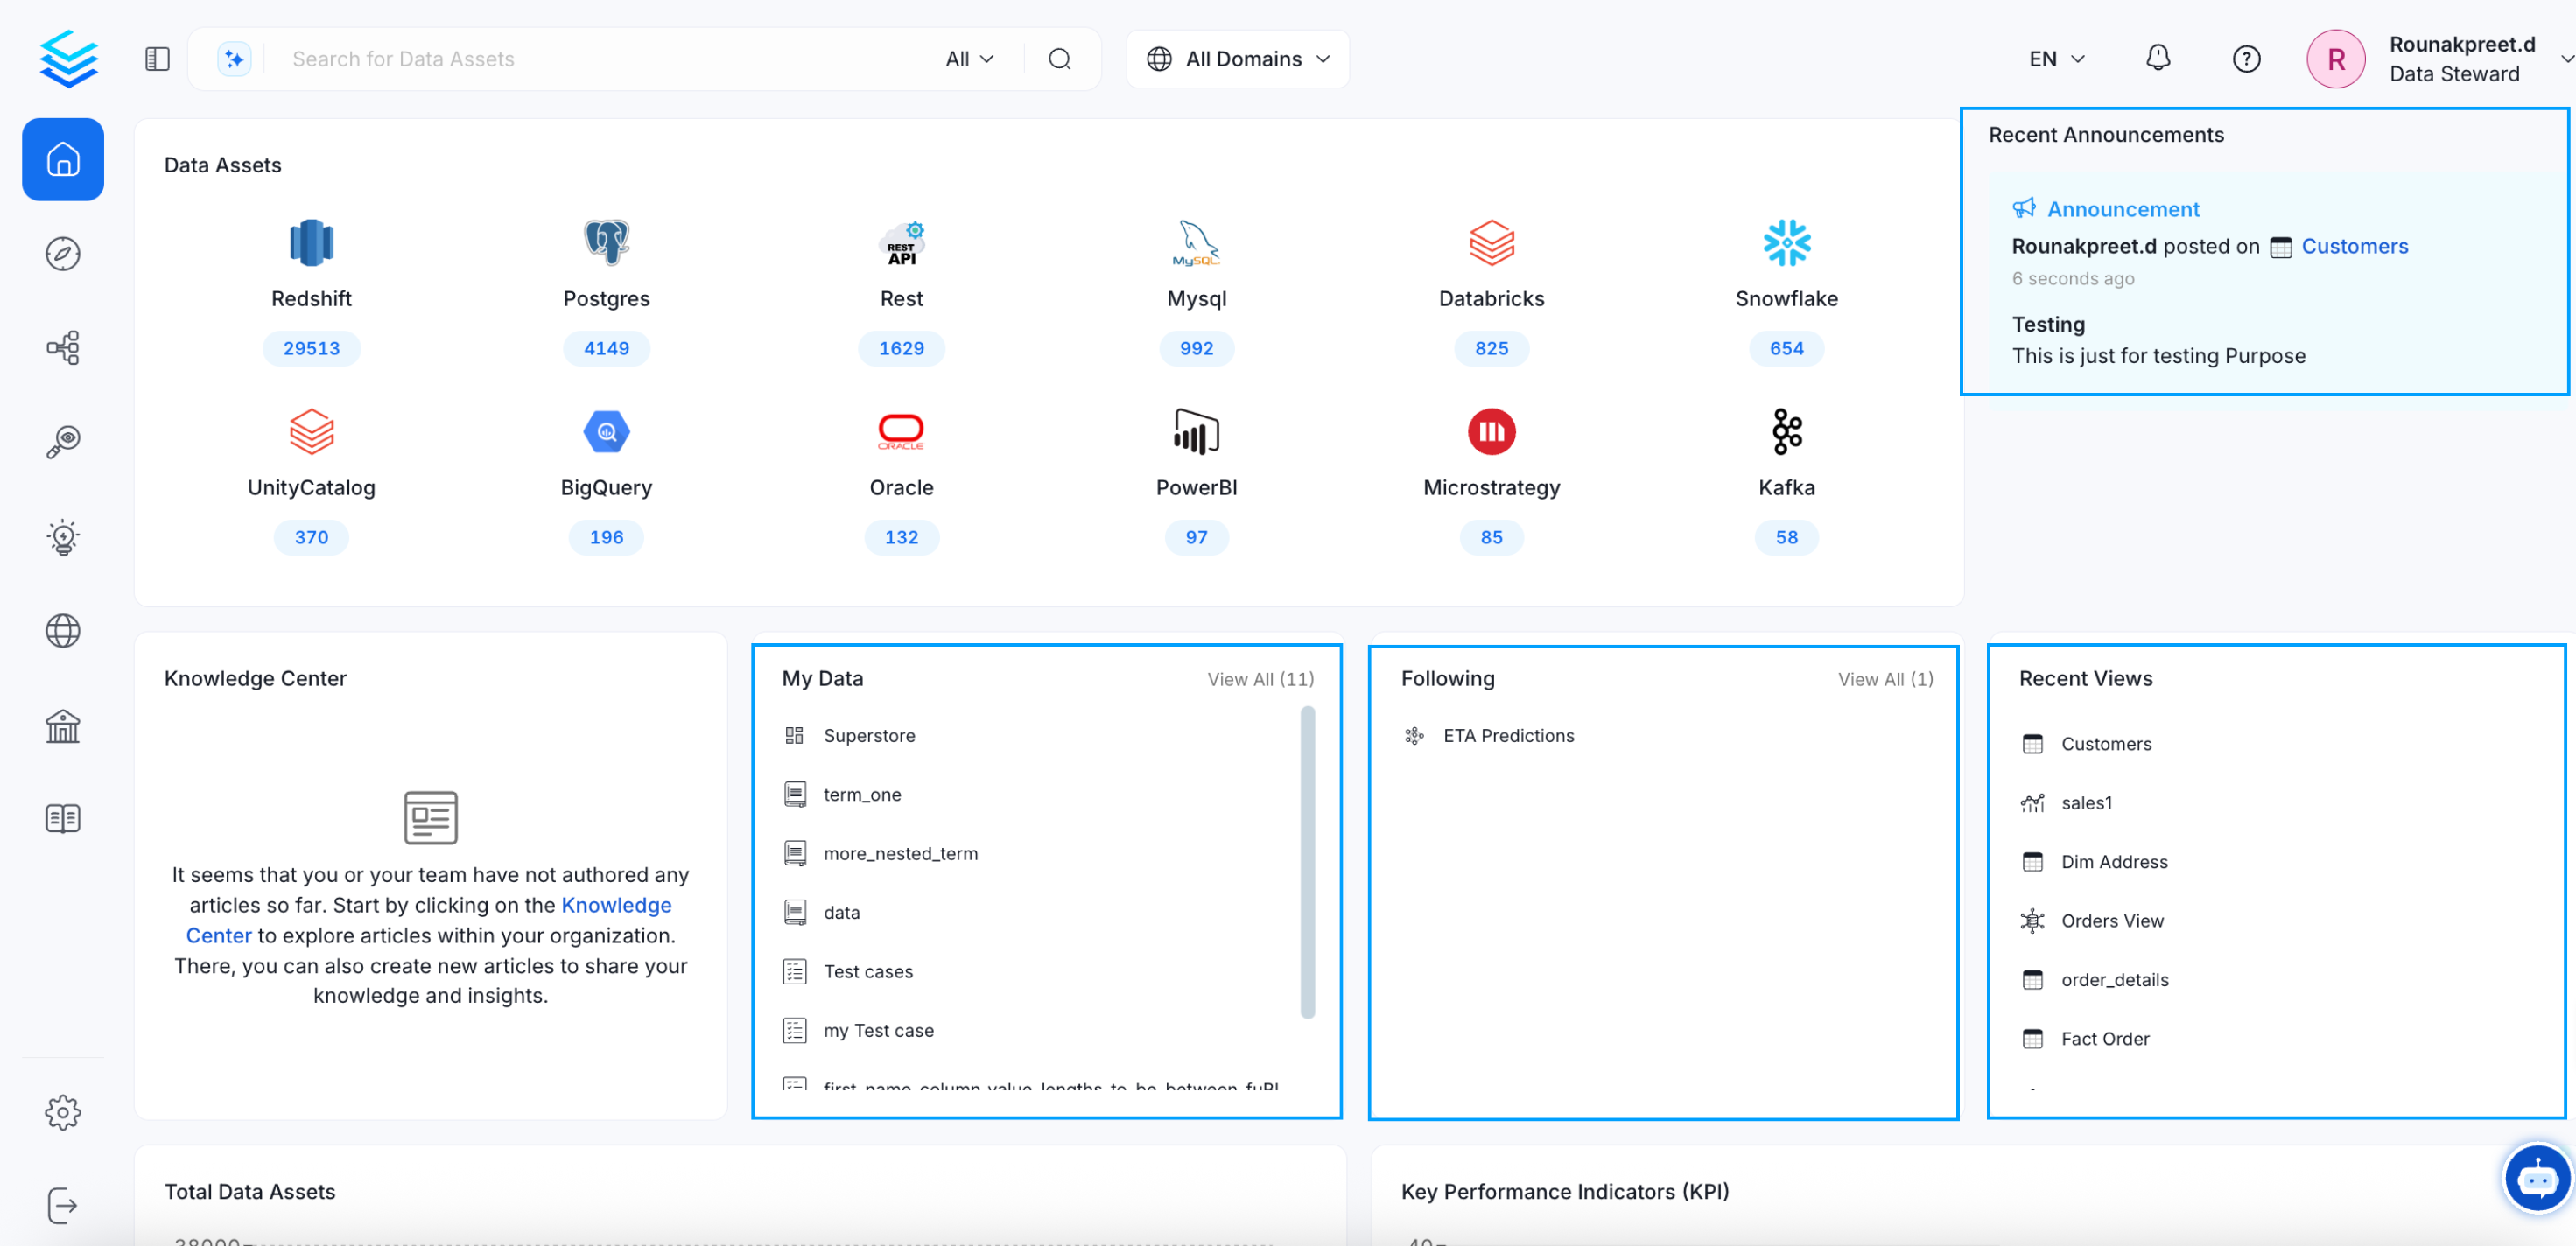 Search for Data Assets
All
All Domains
EN
R
Rounakpreet.d
Data Steward
Data Assets
Redshift
29513
Postgres
4149
REST
API
Rest
1629
MySQL
Mysql
992
Databricks
825
Snowflake
654
UnityCatalog
370
BigQuery
196
ORACLE
Oracle
132
PowerBI
97
Microstrategy
85
Kafka
58
Recent Announcements
Announcement
Rounakpreet.d posted on Customers
6 seconds ago
Testing
This is just for testing Purpose
Knowledge Center
It seems that you or your team have not authored any
articles so far. Start by clicking on the Knowledge
Center to explore articles within your organization.
There, you can also create new articles to share your
knowledge and insights.
My Data
View All (11)
Superstore
term_one
more_nested_term
data
Test cases
my Test case
first_name_column_value_lengths_to_be_between_fuBI
Following
View All (1)
ETA Predictions
Recent Views
Customers
sales1
Dim Address
Orders View
order_details
Fact Order
Total Data Assets
38000
Key Performance Indicators (KPI)
40